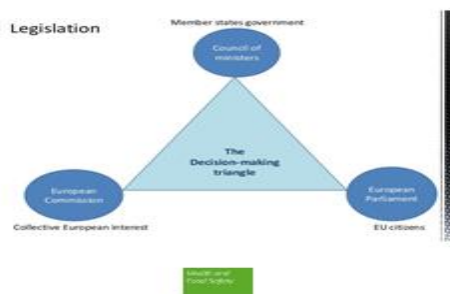 Legislation
Member states government
Council of
ministers
The
Decision-making
triangle
European
Commission
European
Parliament
Collective European Interest
EU citizens
Health and
Food Safety